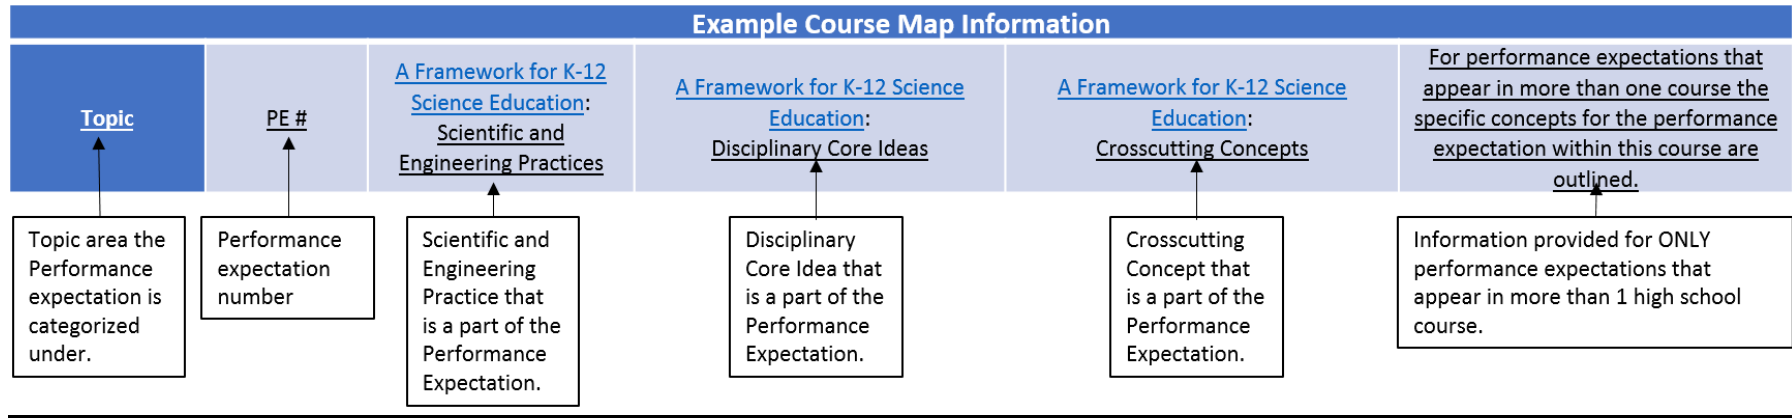 Example Course Map Information
Topic
PE #
A Framework for K-12
Science Education:
Scientific and
Engineering Practices
A Framework for K-12 Science
Education:
Disciplinary Core Ideas
A Framework for K-12 Science
Education:
Crosscutting Concepts
For performance expectations that
appear in more than one course the
specific concepts for the performance
expectation within this course are
outlined.
Topic area the
Performance
expectation is
categorized
under.
Performance
expectation
number
Scientific and
Engineering
Practice that
is a part of the
Performance
Expectation.
Disciplinary
Core Idea that
is a part of the
Performance
Expectation.
Crosscutting
Concept that
is a part of the
Performance
Expectation.
Information provided for ONLY
performance expectations that
appear in more than 1 high school
course.